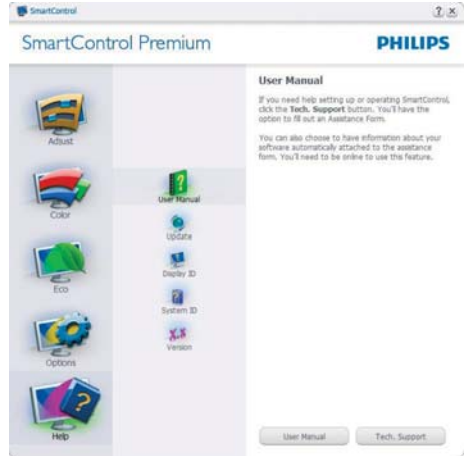 SmartControl
SmartControl Premium
PHILIPS
Adjust
Color
Eco
Options
Help
User Manual
Update
Display ID
System ID
X.X
Version
User Manual
If you need help setting up or operating SmartControl,
click the Tech. Support button. You'll have the
option to fill out an Assistance Form.
You can also choose to have information about your
software automatically attached to the assistance
form. You'll need to be online to use this feature.
User Manual
Tech. Support